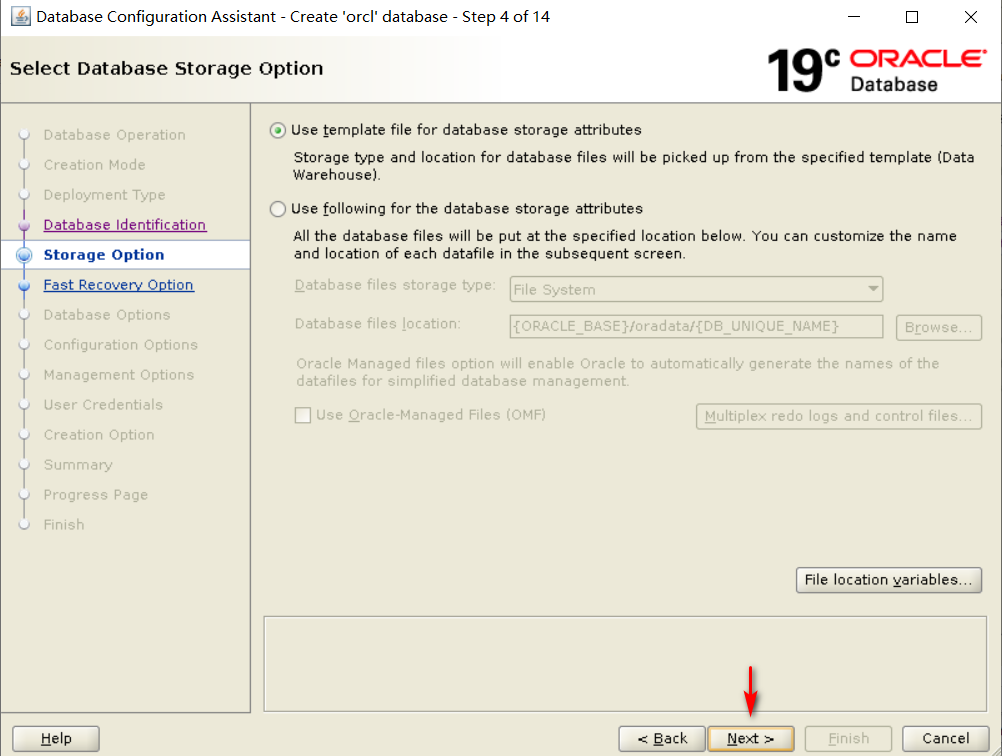 Database Configuration Assistant - Create 'orcl' database - Step 4 of 14
Select Database Storage Option
19c ORACLE
Database
Database Operation
Creation Mode
Deployment Type
Database Identification
Storage Option
Fast Recovery Option
Database Options
Configuration Options
Management Options
User Credentials
Creation Option
Summary
Progress Page
Finish
Use template file for database storage attributes
Storage type and location for database files will be picked up from the specified template (Data
Warehouse).
Use following for the database storage attributes
All the database files will be put at the specified location below. You can customize the name
and location of each datafile in the subsequent screen.
Database files storage type: File System
Database files location: {ORACLE_BASE}/oradata/{DB_UNIQUE_NAME} Browse...
Oracle Managed files option will enable Oracle to automatically generate the names of the
datafiles for simplified database management.
Use Oracle-Managed Files (OMF) Multiplex redo logs and control files...
File location variables...
Help < Back Next > Finish Cancel